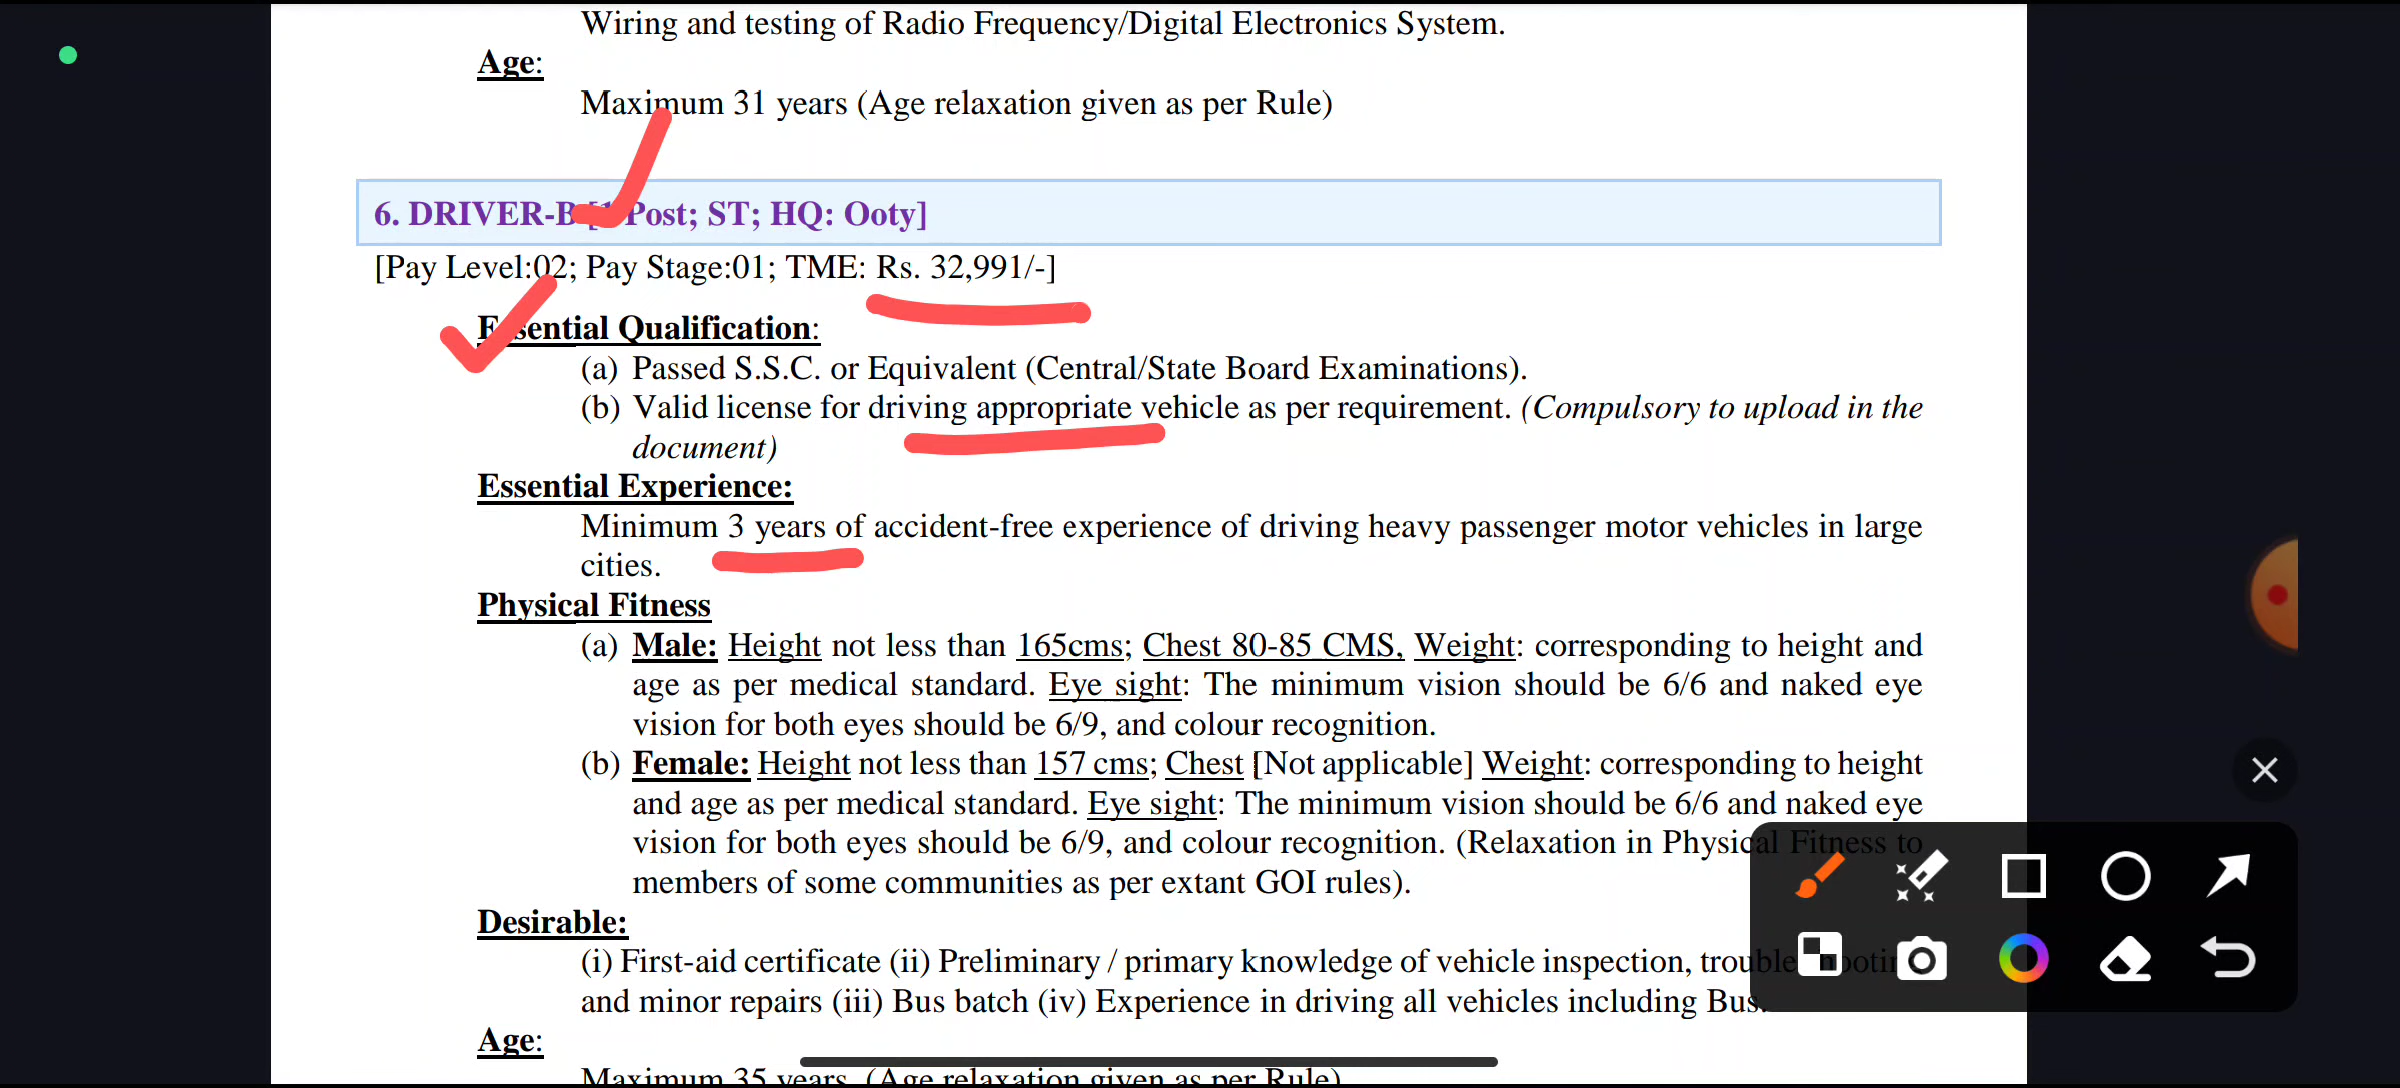 Wiring and testing of Radio Frequency/Digital Electronics System.
Age:
Maximum 31 years (Age relaxation given as per Rule)
6. DRIVER-B [1 Post; ST; HQ: Ooty]
[Pay Level:02; Pay Stage:01; TME: Rs. 32,991/-]
Essential Qualification:
(a) Passed S.S.C. or Equivalent (Central/State Board Examinations).
(b) Valid license for driving appropriate vehicle as per requirement. (Compulsory to upload in the
document)
Essential Experience:
Minimum 3 years of accident-free experience of driving heavy passenger motor vehicles in large
cities.
Physical Fitness
(a) Male: Height not less than 165cms; Chest 80-85 CMS, Weight: corresponding to height and
age as per medical standard. Eye sight: The minimum vision should be 6/6 and naked eye
vision for both eyes should be 6/9, and colour recognition.
(b) Female: Height not less than 157 cms; Chest [Not applicable] Weight: corresponding to height
and age as per medical standard. Eye sight: The minimum vision should be 6/6 and naked eye
vision for both eyes should be 6/9, and colour recognition. (Relaxation in Physical Fitness to
members of some communities as per extant GOI rules).
Desirable:
(i) First-aid certificate (ii) Preliminary / primary knowledge of vehicle inspection,
and minor repairs (iii) Bus batch (iv) Experience in driving all vehicles including Bus.
Age:
Maximum 35 years (Age relaxation given as per Rule)